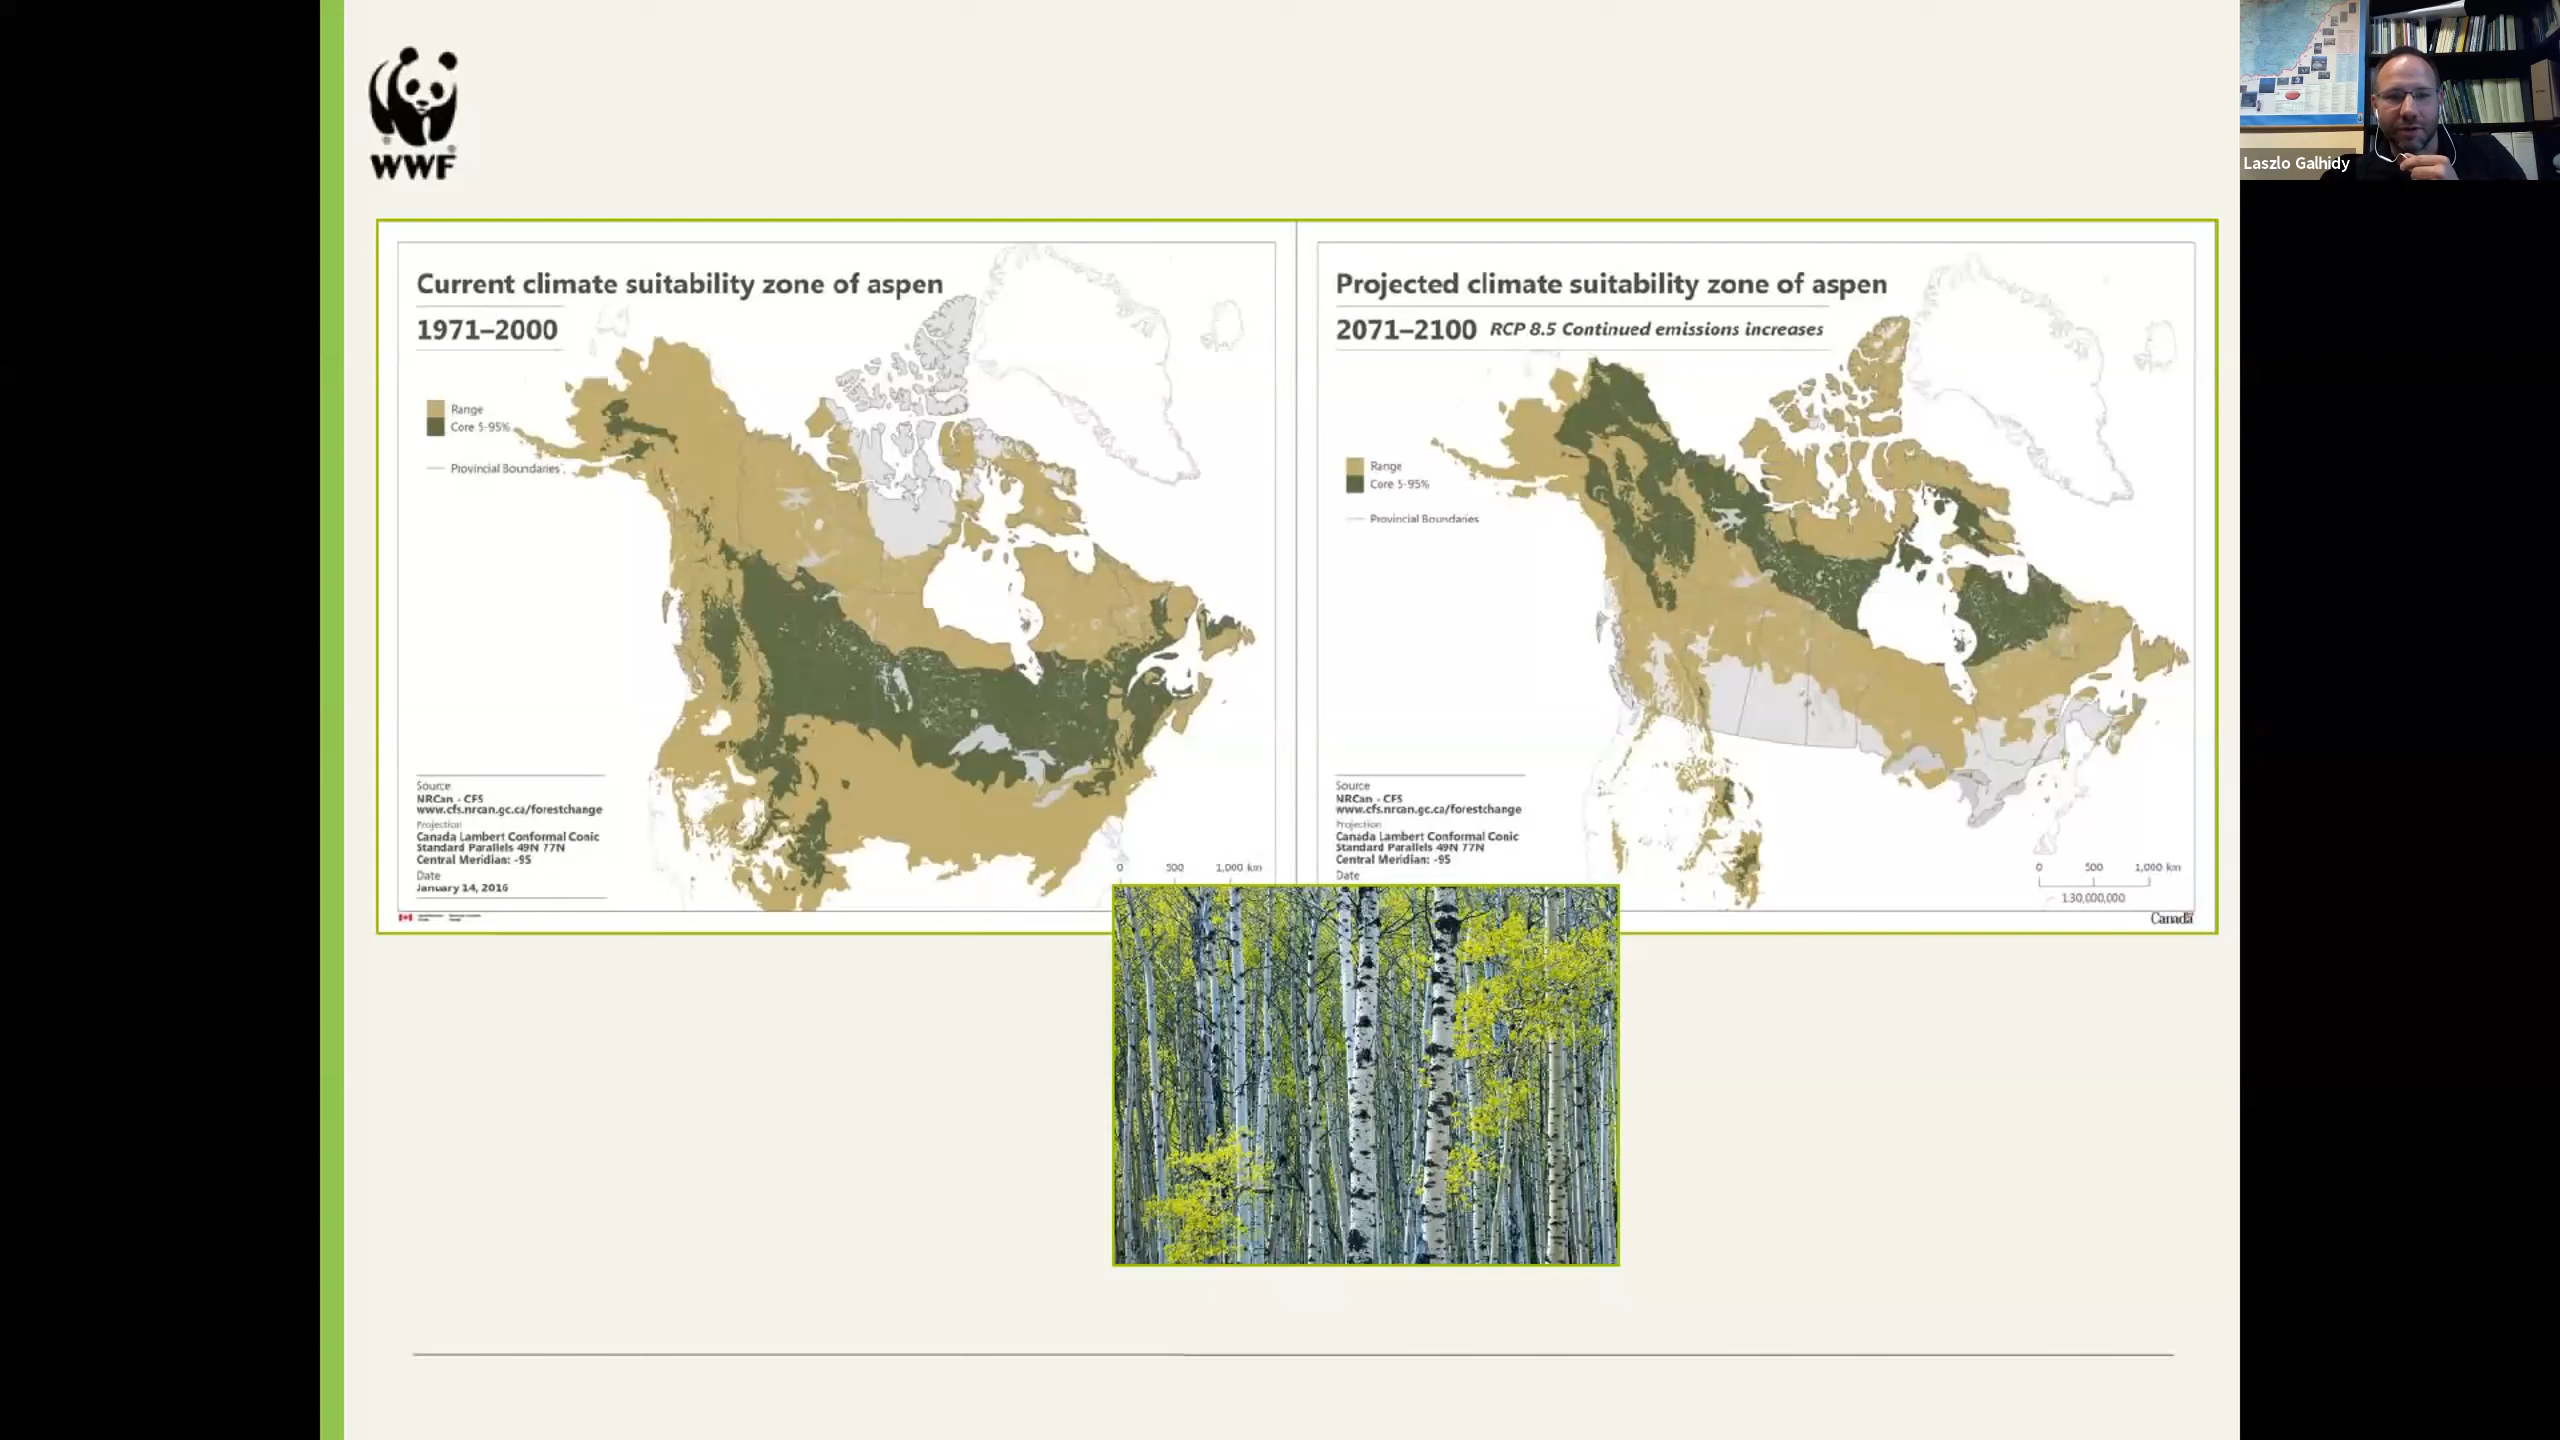 WWF
Laszlo Galhidy
Current climate suitability zone of aspen
1971–2000
Range
Core 5-95%
Provincial Boundaries
Source
NRCan - CFS
www.cfs.nrcan.gc.ca/forestchange
Projection
Canada Lambert Conformal Conic
Standard Parallels 49N 77N
Central Meridian: -95
Date
January 14, 2016
0 500 1,000 km
Projected climate suitability zone of aspen
2071–2100 RCP 8.5 Continued emissions increases
Range
Core 5-95%
Provincial Boundaries
Source
NRCan - CFS
www.cfs.nrcan.gc.ca/forestchange
Projection
Canada Lambert Conformal Conic
Standard Parallels 49N 77N
Central Meridian: -95
Date
0 500 1,000 km
1:30,000,000
Canada